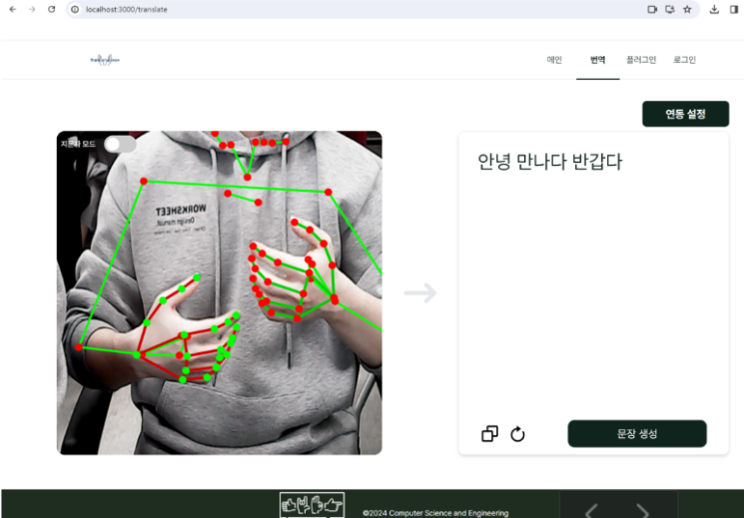 localhost:3000/translate
메인 번역 플러그인 로그인
연동 설정
지문자 모드
안녕 만나다 반갑다
WORKSHEET
Design manual.
문장 생성
©2024 Computer Science and Engineering